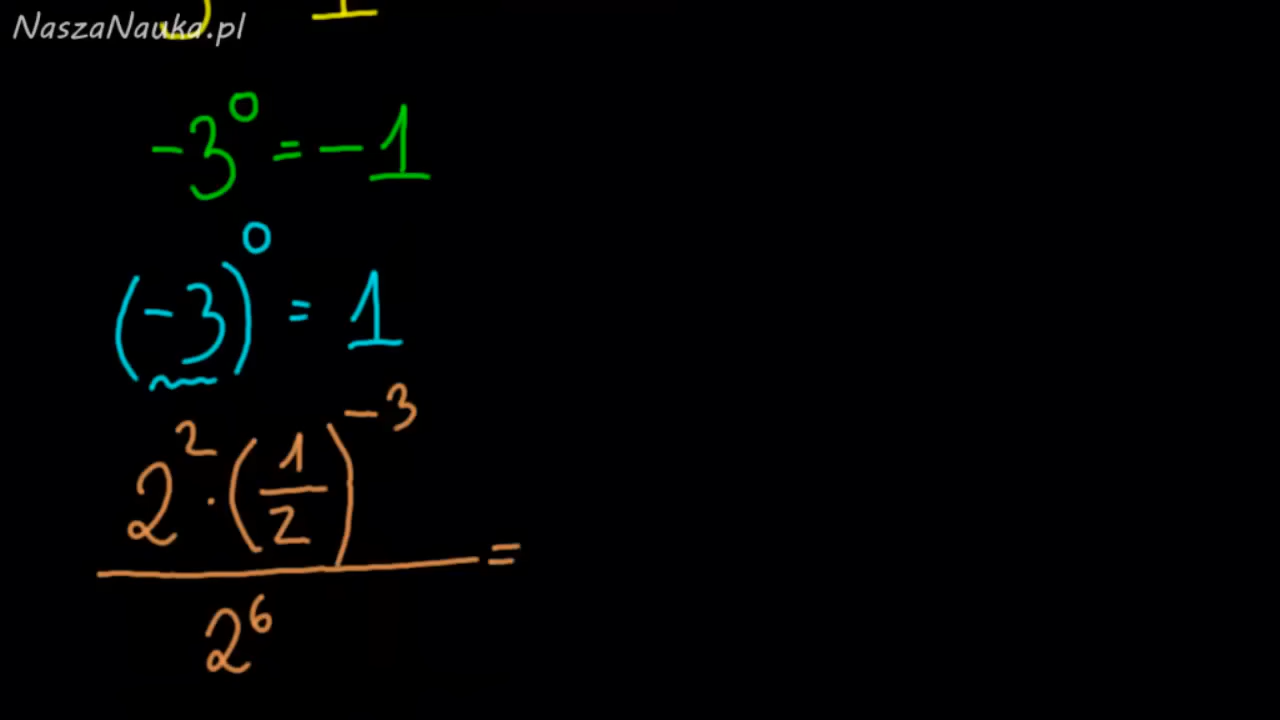 NaszaNauka.pl
-3⁰ = -1
(-3)⁰ = 1
2² · (1/2)⁻³
2⁶
=